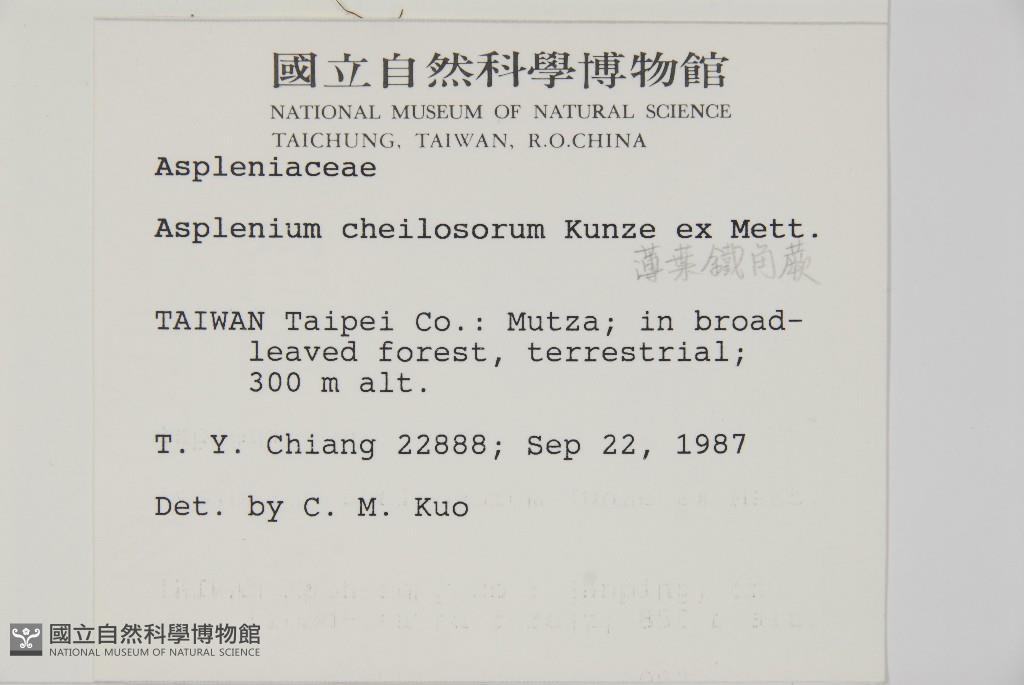 國立自然科學博物館
NATIONAL MUSEUM OF NATURAL SCIENCE
TAICHUNG, TAIWAN, R.O.CHINA
Aspleniaceae
Asplenium cheilosorum Kunze ex Mett.
薄葉鐵角蕨
TAIWAN Taipei Co.: Mutza; in broad-
leaved forest, terrestrial;
300 m alt.
T. Y. Chiang 22888; Sep 22, 1987
Det. by C. M. Kuo
國立自然科學博物館
NATIONAL MUSEUM OF NATURAL SCIENCE